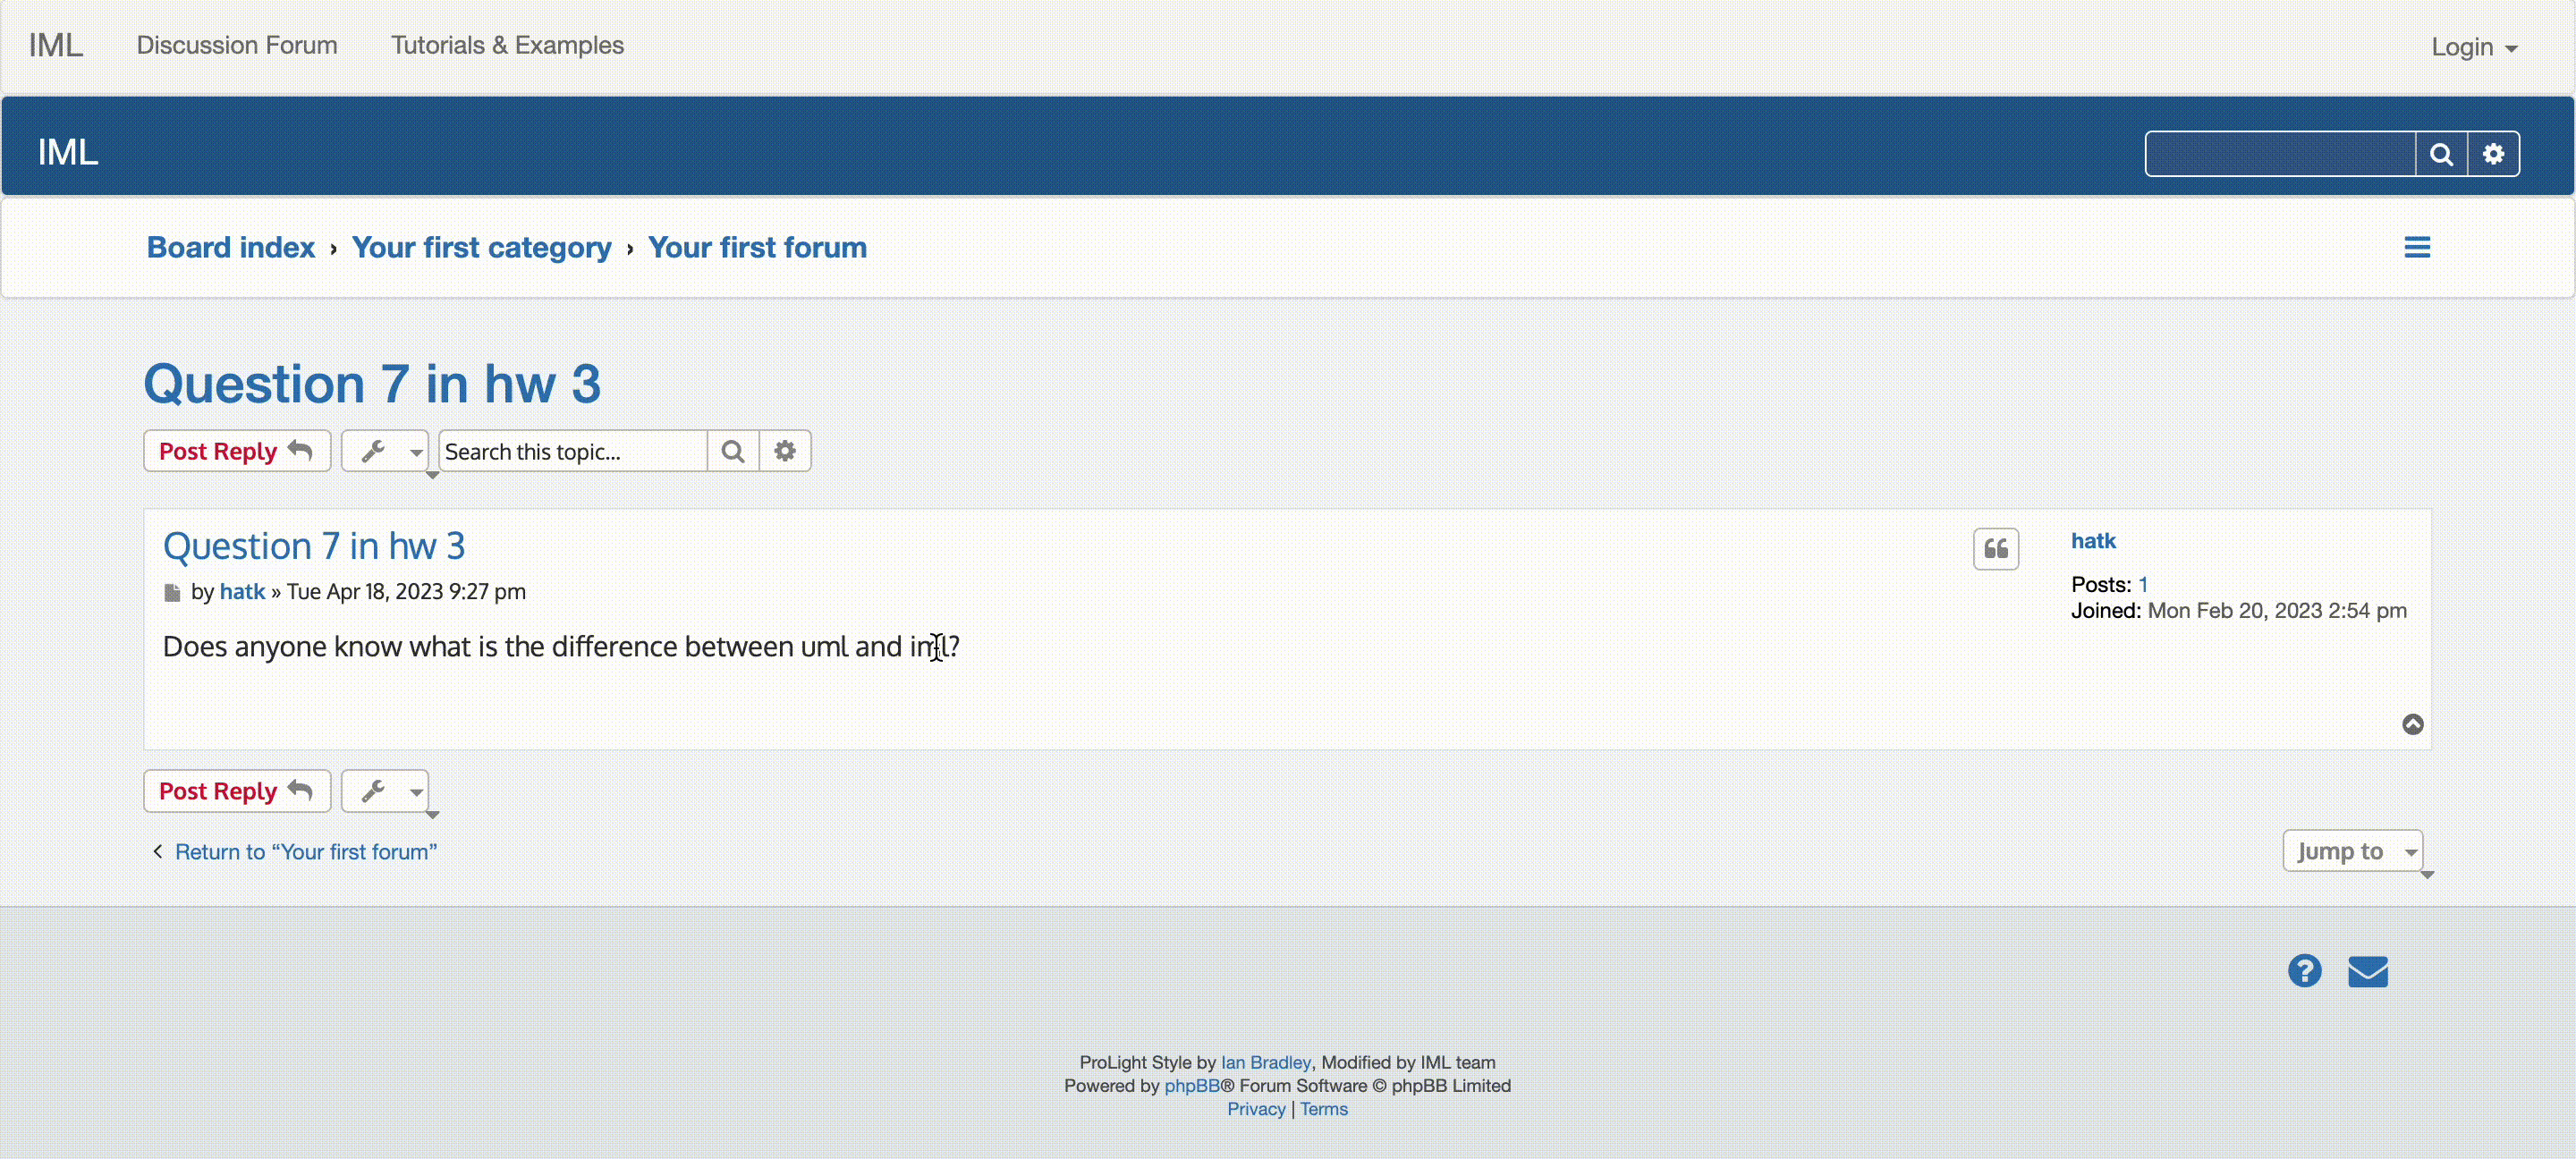 IML Discussion Forum Tutorials & Examples Login
IML
Board index › Your first category › Your first forum
Question 7 in hw 3
Post Reply Search this topic...
Question 7 in hw 3
by hatk » Tue Apr 18, 2023 9:27 pm
Does anyone know what is the difference between uml and iml?
hatk
Posts: 1
Joined: Mon Feb 20, 2023 2:54 pm
Post Reply
Return to “Your first forum”
Jump to
ProLight Style by Ian Bradley, Modified by IML team
Powered by phpBB® Forum Software © phpBB Limited
Privacy | Terms